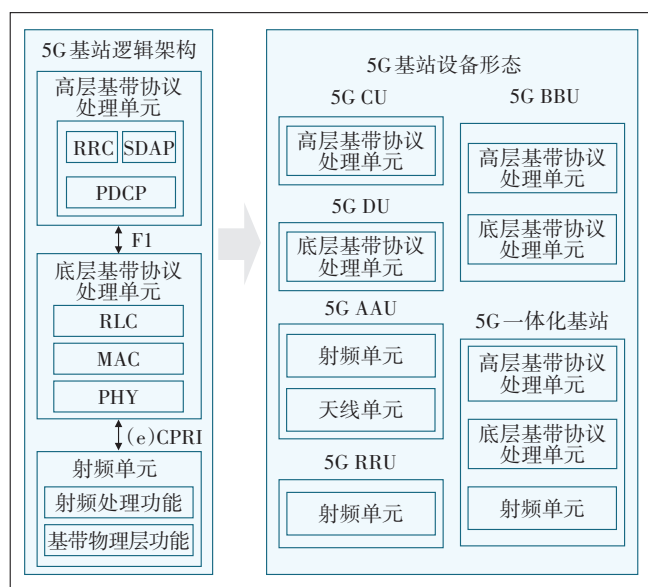 5G基站逻辑架构
高层基带协议
处理单元
RRC
SDAP
PDCP
F1
底层基带协议
处理单元
RLC
MAC
PHY
(e)CPRI
射频单元
射频处理功能
基带物理层功能
5G基站设备形态
5G CU
高层基带协议
处理单元
5G DU
底层基带协议
处理单元
5G AAU
射频单元
天线单元
5G RRU
射频单元
5G BBU
高层基带协议
处理单元
底层基带协议
处理单元
5G一体化基站
高层基带协议
处理单元
底层基带协议
处理单元
射频单元